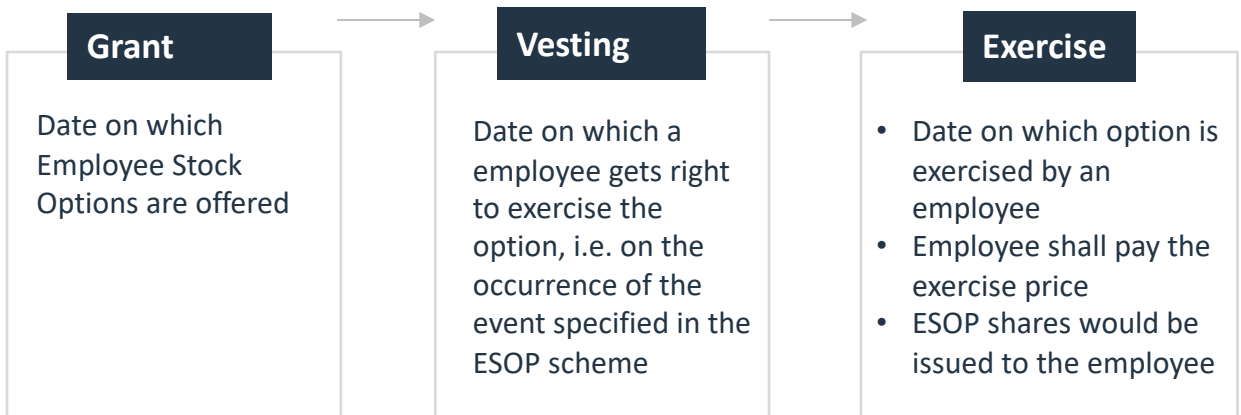 Grant
Date on which
Employee Stock
Options are offered
Vesting
Date on which a
employee gets right
to exercise the
option, i.e. on the
occurrence of the
event specified in the
ESOP scheme
Exercise
• Date on which option is
exercised by an
employee
• Employee shall pay the
exercise price
• ESOP shares would be
issued to the employee